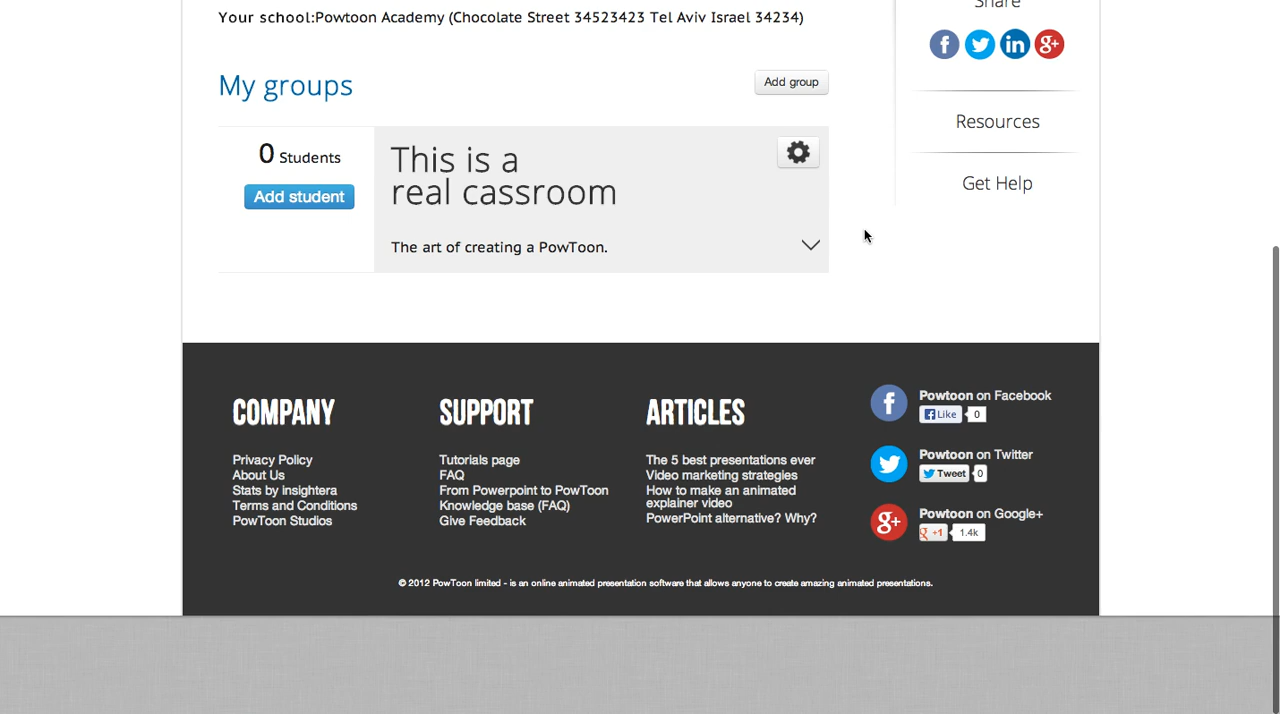 Share
Your school:Powtoon Academy (Chocolate Street 34523423 Tel Aviv Israel 34234)
My groups
Add group
Resources
Get Help
0 Students
Add student
This is a
real cassroom
The art of creating a PowToon.
COMPANY
Privacy Policy
About Us
Stats by insightera
Terms and Conditions
PowToon Studios
SUPPORT
Tutorials page
FAQ
From Powerpoint to PowToon
Knowledge base (FAQ)
Give Feedback
ARTICLES
The 5 best presentations ever
Video marketing strategies
How to make an animated
explainer video
PowerPoint alternative? Why?
Powtoon on Facebook
Like 0
Powtoon on Twitter
Tweet 0
Powtoon on Google+
+1 1.4k
© 2012 PowToon limited - is an online animated presentation software that allows anyone to create amazing animated presentations.